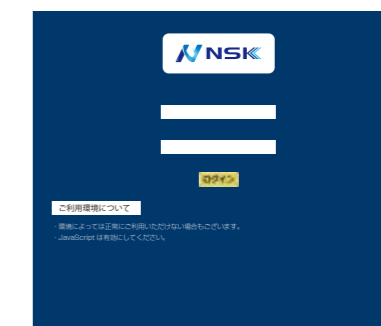 NSK
ログイン
ご利用環境について
・環境によっては正常にご利用いただけない場合もございます。
・JavaScript は有効にしてください。